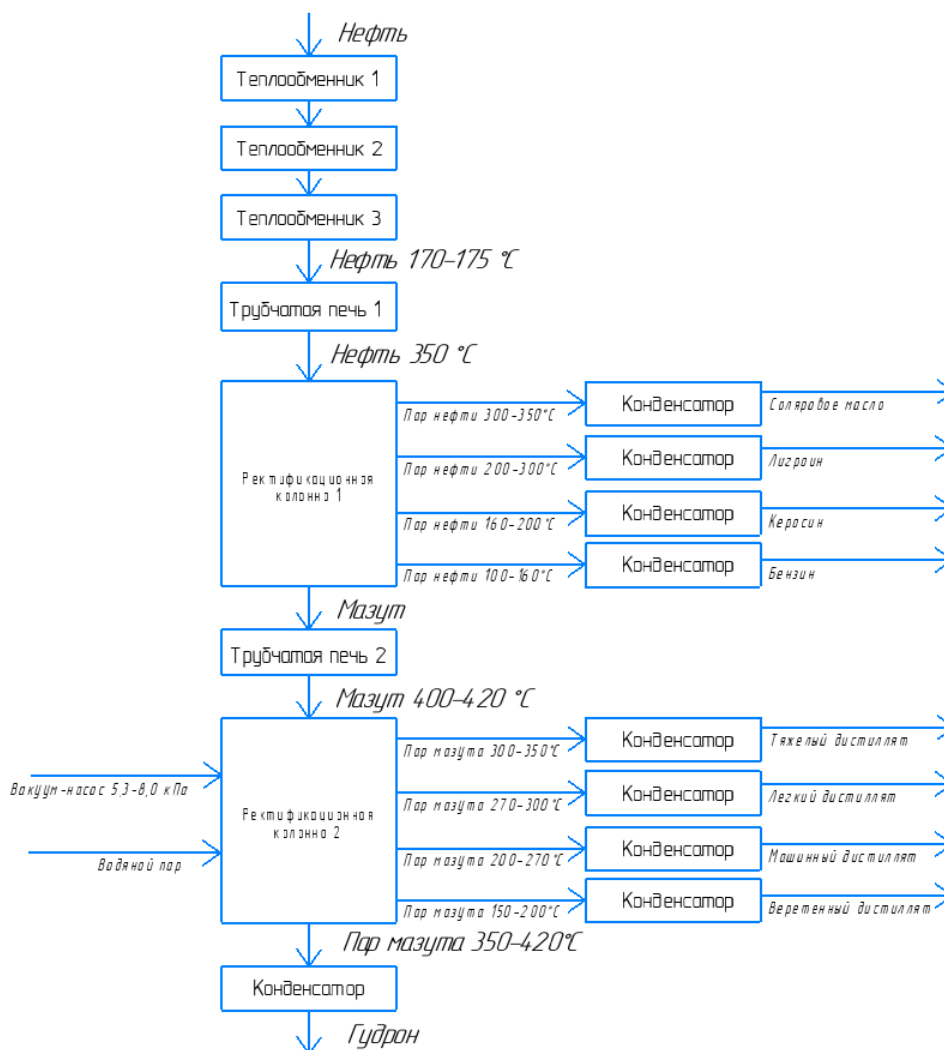 Нефть
Теплообменник 1
Теплообменник 2
Теплообменник 3
Нефть 170-175 °C
Трубчатая печь 1
Нефть 350 °C
Ректификационная
колонна 1
Пар нефти 300-350°C
Конденсатор
Соляровое масло
Пар нефти 200-300°C
Конденсатор
Лигроин
Пар нефти 160-200°C
Конденсатор
Керосин
Пар нефти 100-160°C
Конденсатор
Бензин
Мазут
Трубчатая печь 2
Мазут 400-420 °C
Вакуум-насос 5,3-8,0 кПа
Водяной пар
Ректификационная
колонна 2
Пар мазута 300-350°C
Конденсатор
Тяжелый дистиллят
Пар мазута 270-300°C
Конденсатор
Легкий дистиллят
Пар мазута 200-270°C
Конденсатор
Машинный дистиллят
Пар мазута 150-200°C
Конденсатор
Веретенный дистиллят
Пар мазута 350-420°C
Конденсатор
Гудрон